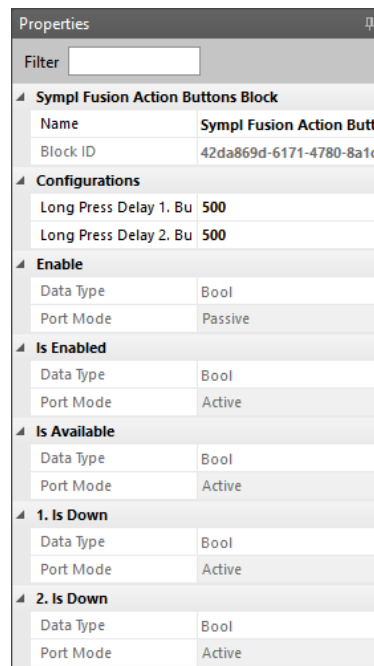 Properties
Filter
Sympl Fusion Action Buttons Block
Name Sympl Fusion Action Butt
Block ID 42da869d-6171-4780-8a1c
Configurations
Long Press Delay 1. Bu 500
Long Press Delay 2. Bu 500
Enable
Data Type Bool
Port Mode Passive
Is Enabled
Data Type Bool
Port Mode Active
Is Available
Data Type Bool
Port Mode Active
1. Is Down
Data Type Bool
Port Mode Active
2. Is Down
Data Type Bool
Port Mode Active